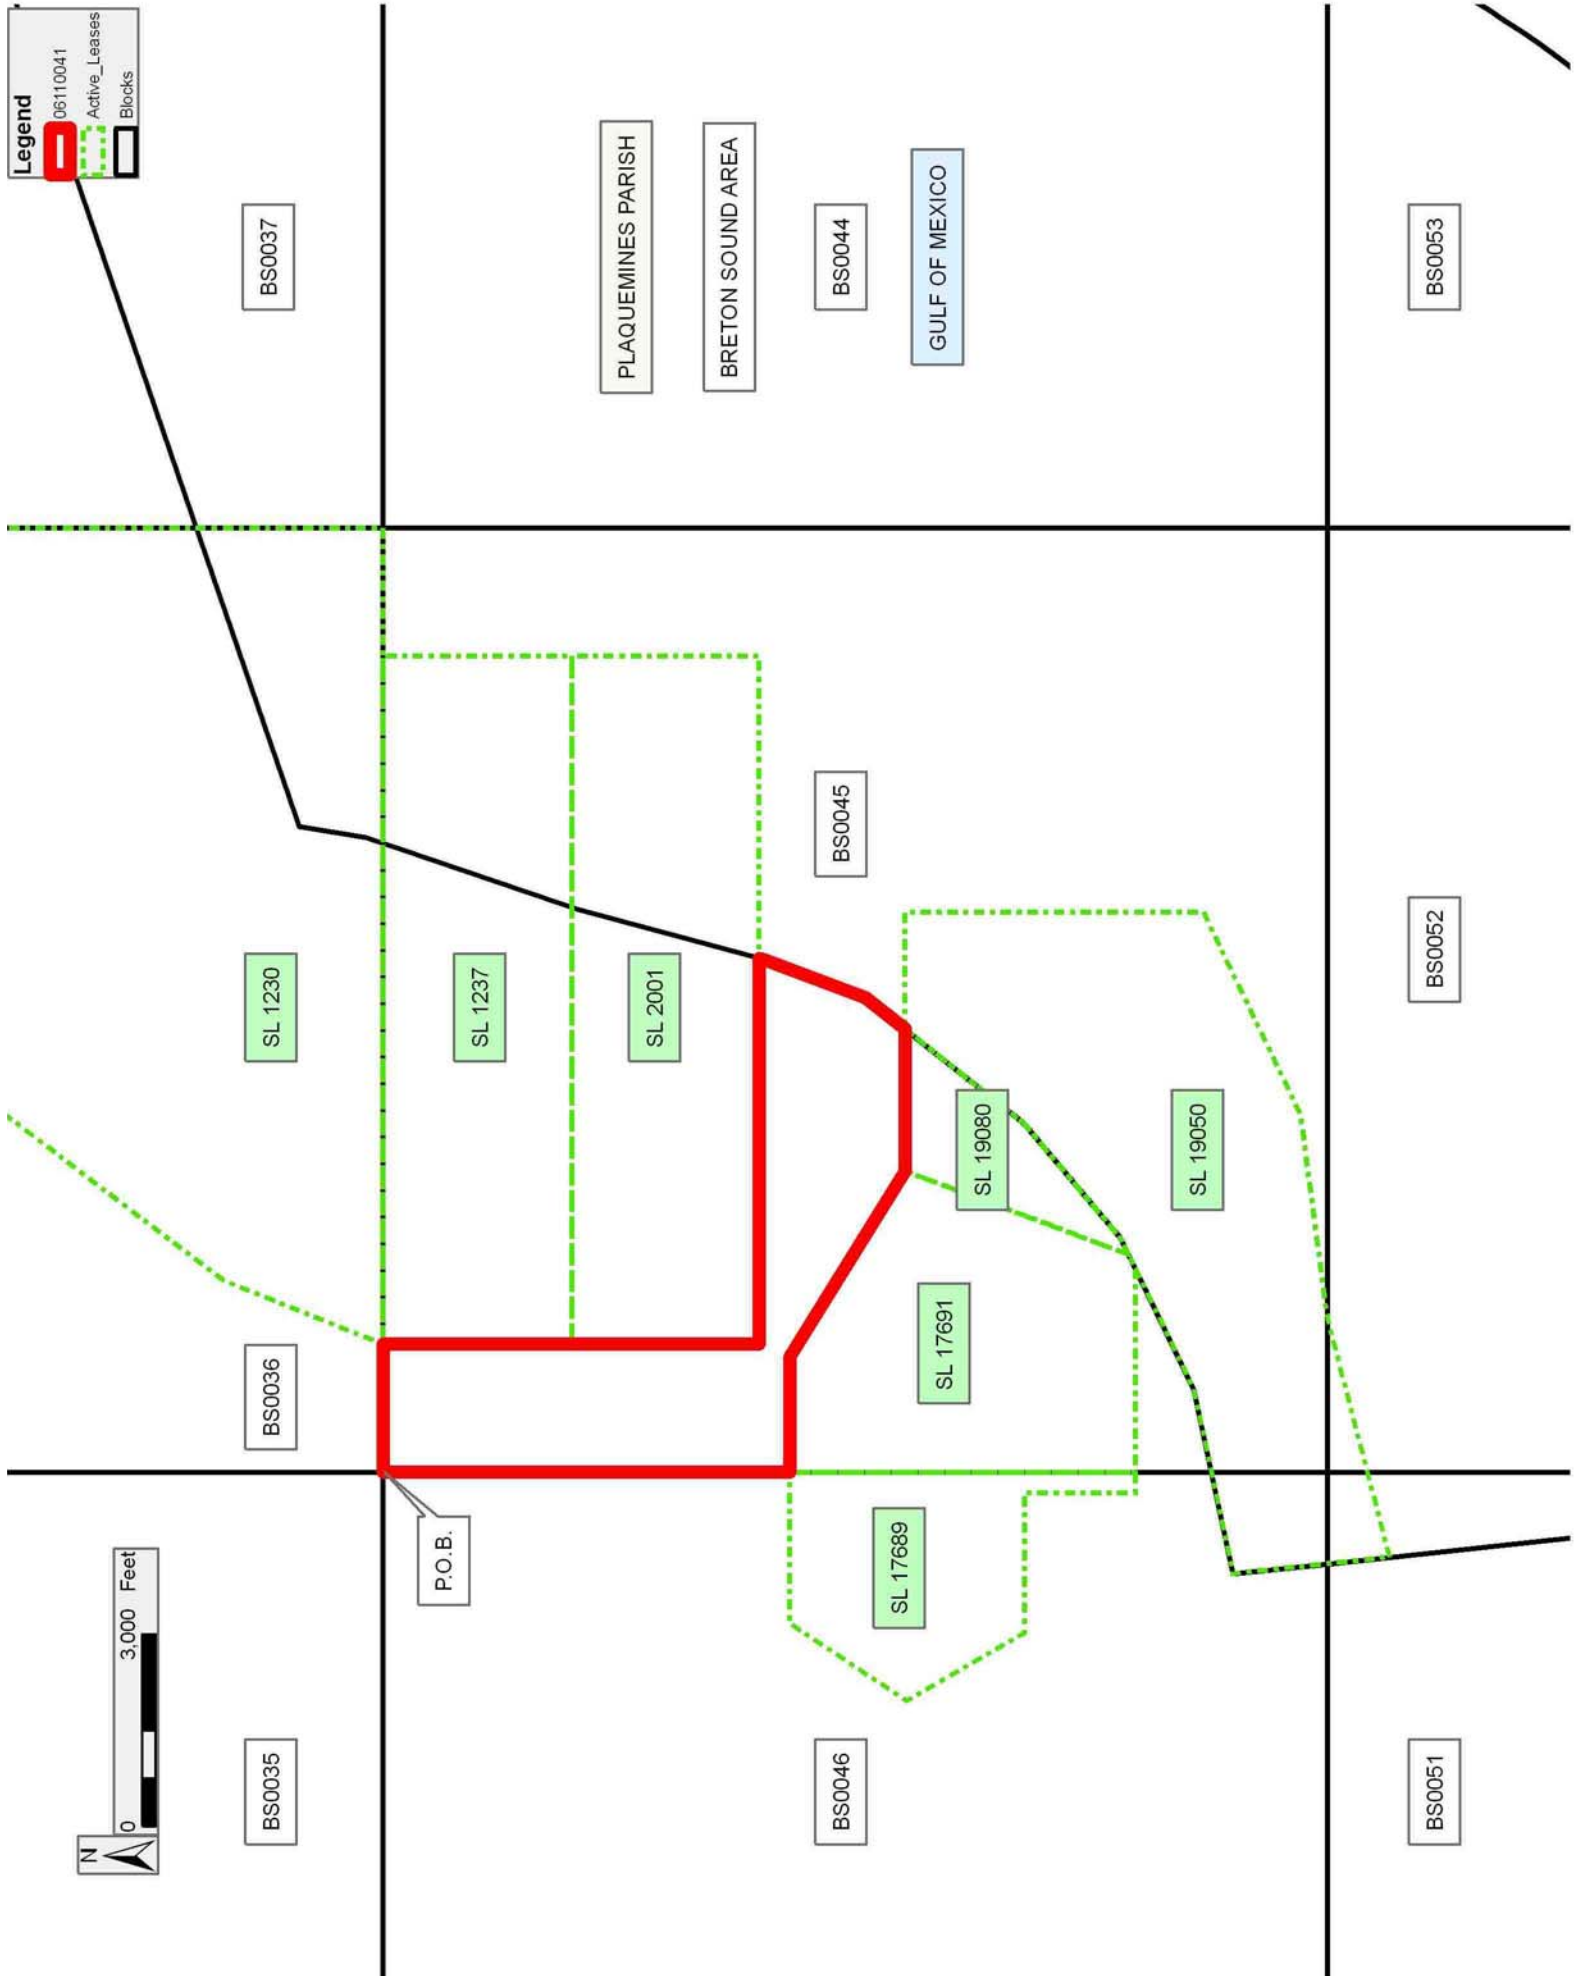 N
0 3,000 Feet
Legend
06110041
Active_Leases
Blocks
BS0035
BS0036
SL 1230
BS0037
P.O.B.
SL 1237
SL 2001
PLAQUEMINES PARISH
BRETON SOUND AREA
BS0046
BS0045
BS0044
SL 17689
SL 17691
GULF OF MEXICO
SL 19080
SL 19050
BS0051
BS0052
BS0053